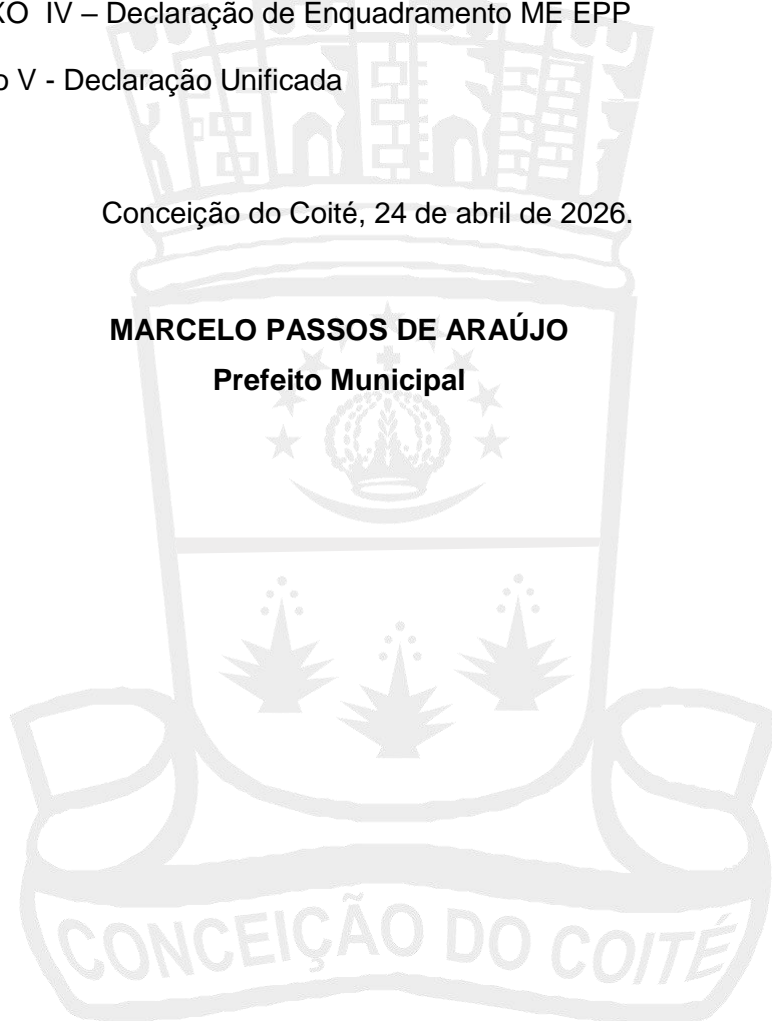 XO IV – Declaração de Enquadramento ME EPP
o V - Declaração Unificada
Conceição do Coité, 24 de abril de 2026.
MARCELO PASSOS DE ARAÚJO
Prefeito Municipal
CONCEIÇÃO DO COITÉ